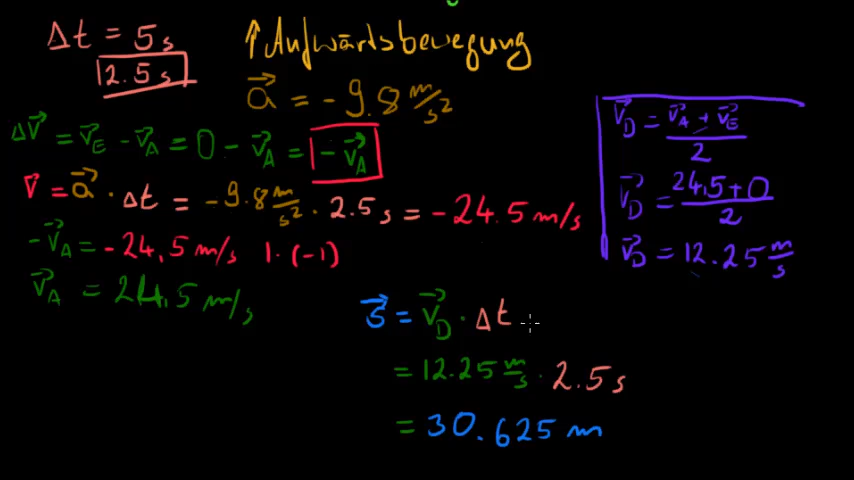 Δt = 5s
2.5s
↑ Aufwärtsbewegung
a⃗ = -9.8 m/s²
ΔV⃗ = V⃗E - V⃗A = 0 - V⃗A = -V⃗A
V⃗ = a⃗ · Δt = -9.8 m/s² · 2.5s = -24.5 m/s
-V⃗A = -24,5 m/s | · (-1)
V⃗A = 24,5 m/s
V⃗D = (V⃗A + V⃗E)/2
V⃗D = (24.5+0)/2
V⃗D = 12.25 m/s
s⃗ = V⃗D · Δt
= 12.25 m/s · 2.5s
= 30.625 m